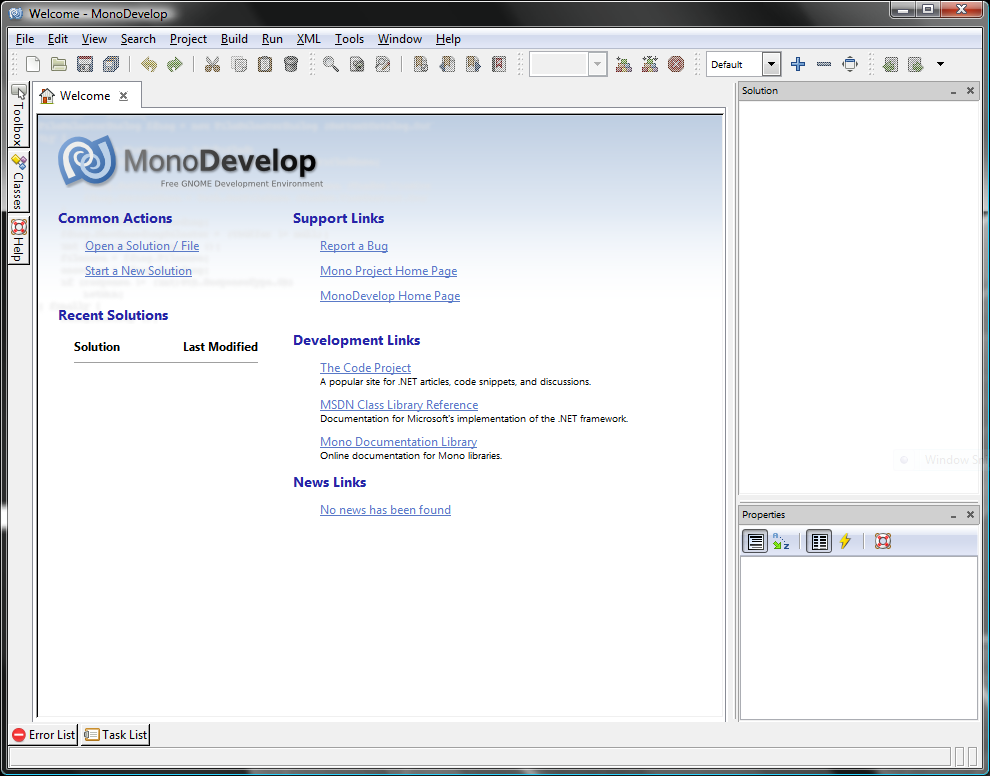 Welcome - MonoDevelop
File Edit View Search Project Build Run XML Tools Window Help
Default
Welcome
Toolbox
Classes
Help
MonoDevelop
Free GNOME Development Environment
Common Actions
Open a Solution / File
Start a New Solution
Recent Solutions
Solution Last Modified
Support Links
Report a Bug
Mono Project Home Page
MonoDevelop Home Page
Development Links
The Code Project
A popular site for .NET articles, code snippets, and discussions.
MSDN Class Library Reference
Documentation for Microsoft's implementation of the .NET framework.
Mono Documentation Library
Online documentation for Mono libraries.
News Links
No news has been found
Solution
Window
Properties
Error List Task List